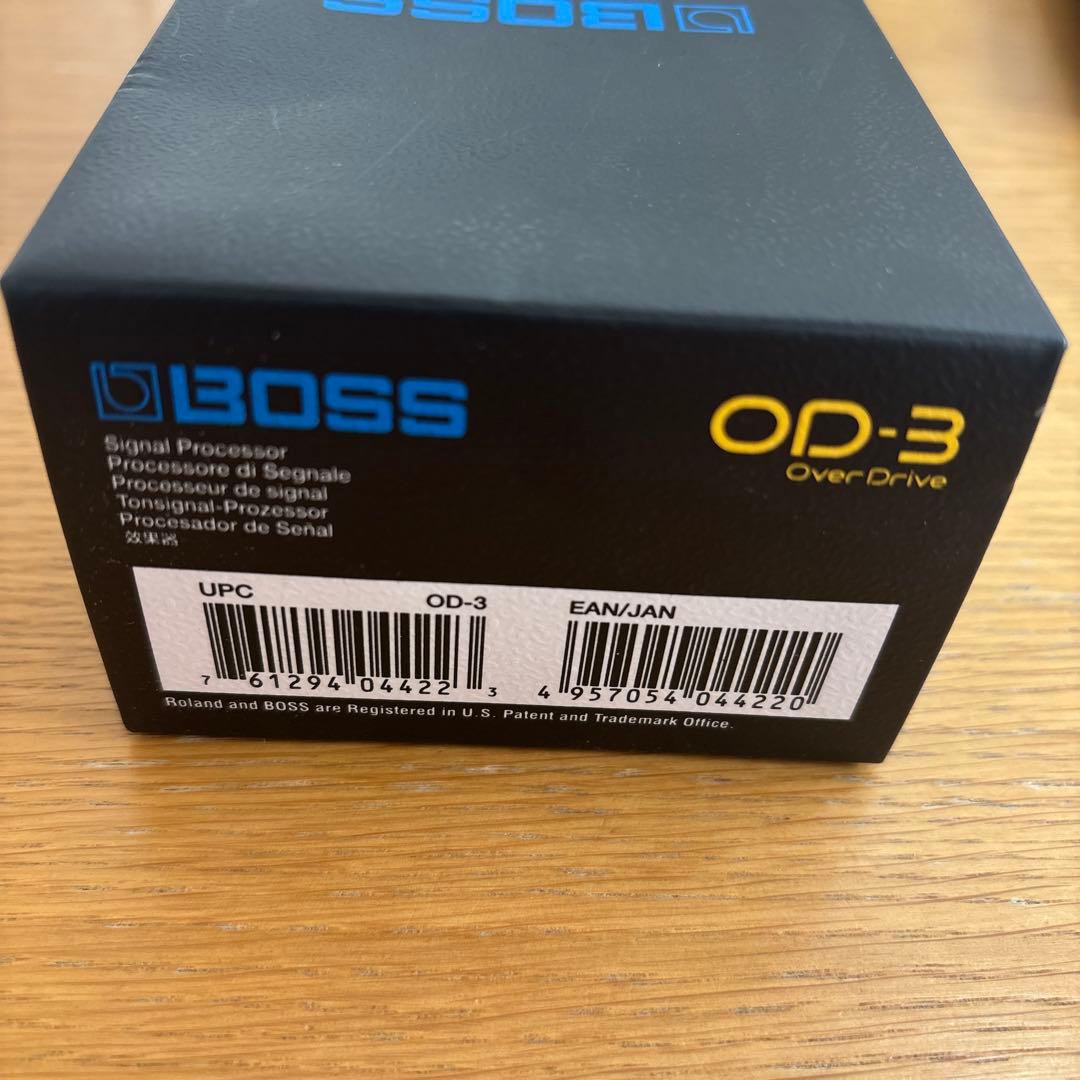 BOSS
BOSS
OD-3
OverDrive
Signal Processor
Processore di Segnale
Processeur de signal
Tonsignal-Prozessor
Procesador de Señal
效果器
UPC OD-3 EAN/JAN
7 61294 04422 3 4 957054 044220
Roland and BOSS are Registered in U.S. Patent and Trademark Office.